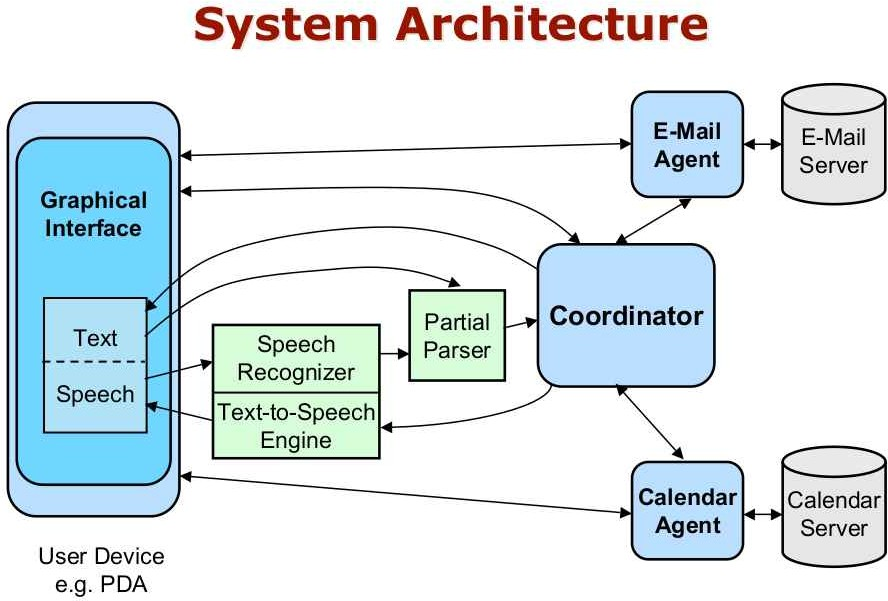 System Architecture
E-Mail
Agent
E-Mail
Server
Graphical
Interface
Text
Speech
Speech
Recognizer
Text-to-Speech
Engine
Partial
Parser
Coordinator
Calendar
Agent
Calendar
Server
User Device
e.g. PDA